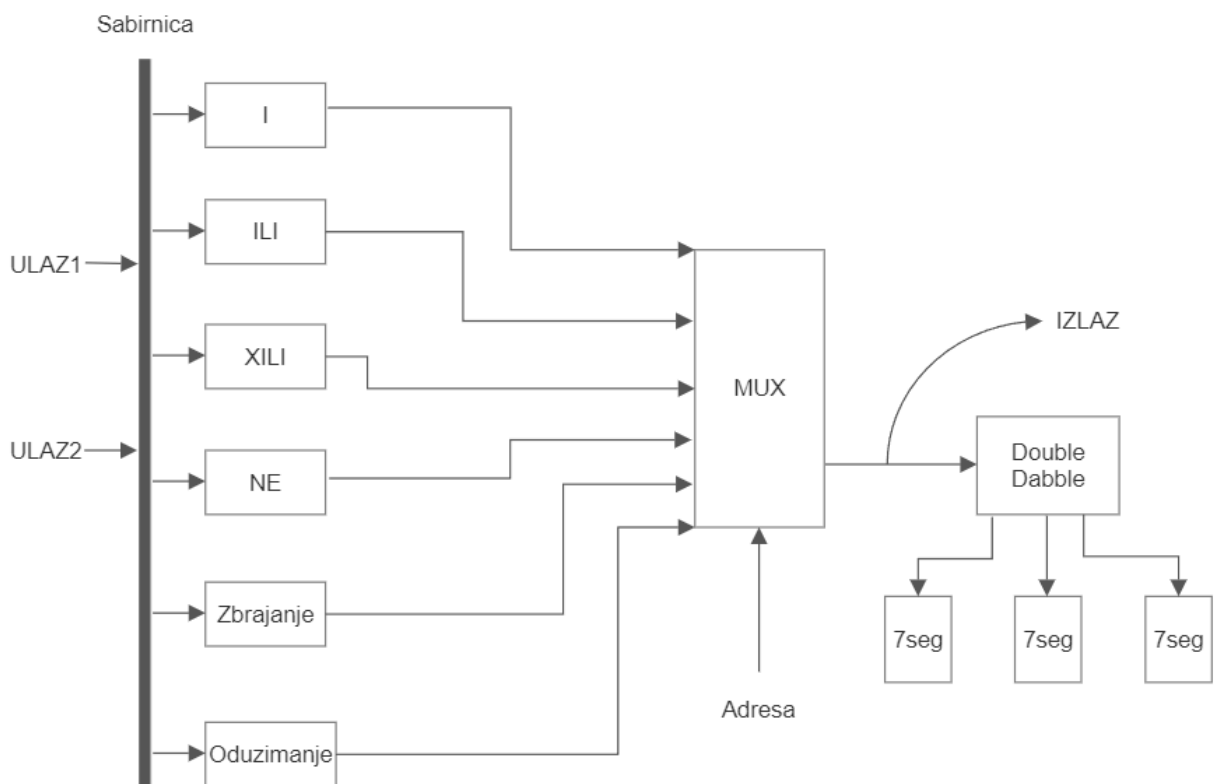 Sabirnica
I
ILI
ULAZ1
IZLAZ
XILI
MUX
ULAZ2
Double
Dabble
NE
Zbrajanje
7seg
7seg
7seg
Adresa
Oduzimanje